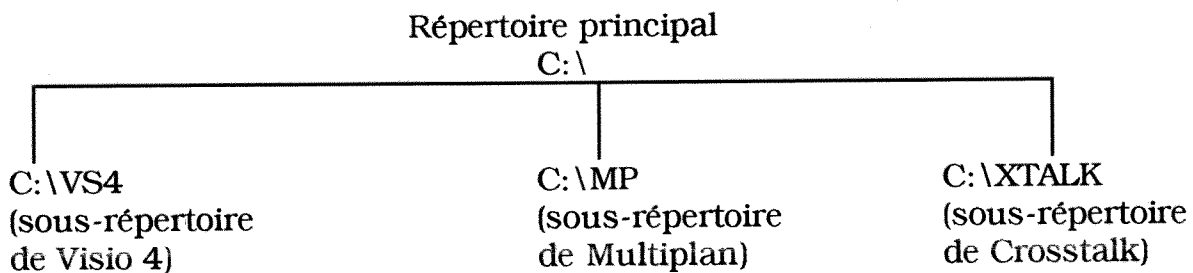 Répertoire principal
C:\
C:\VS4
(sous-répertoire
de Visio 4)
C:\MP
(sous-répertoire
de Multiplan)
C:\XTALK
(sous-répertoire
de Crosstalk)